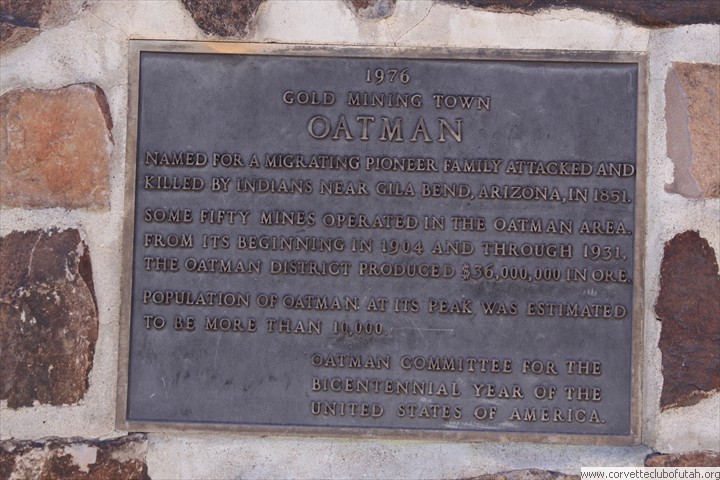 1976
GOLD MINING TOWN
OATMAN
NAMED FOR A MIGRATING PIONEER FAMILY ATTACKED AND
KILLED BY INDIANS NEAR GILA BEND, ARIZONA, IN 1851.
SOME FIFTY MINES OPERATED IN THE OATMAN AREA.
FROM ITS BEGINNING IN 1904 AND THROUGH 1931,
THE OATMAN DISTRICT PRODUCED $36,000,000 IN ORE.
POPULATION OF OATMAN AT ITS PEAK WAS ESTIMATED
TO BE MORE THAN 10,000
OATMAN COMMITTEE FOR THE
BICENTENNIAL YEAR OF THE
UNITED STATES OF AMERICA.
www.corvetteclubofutah.org